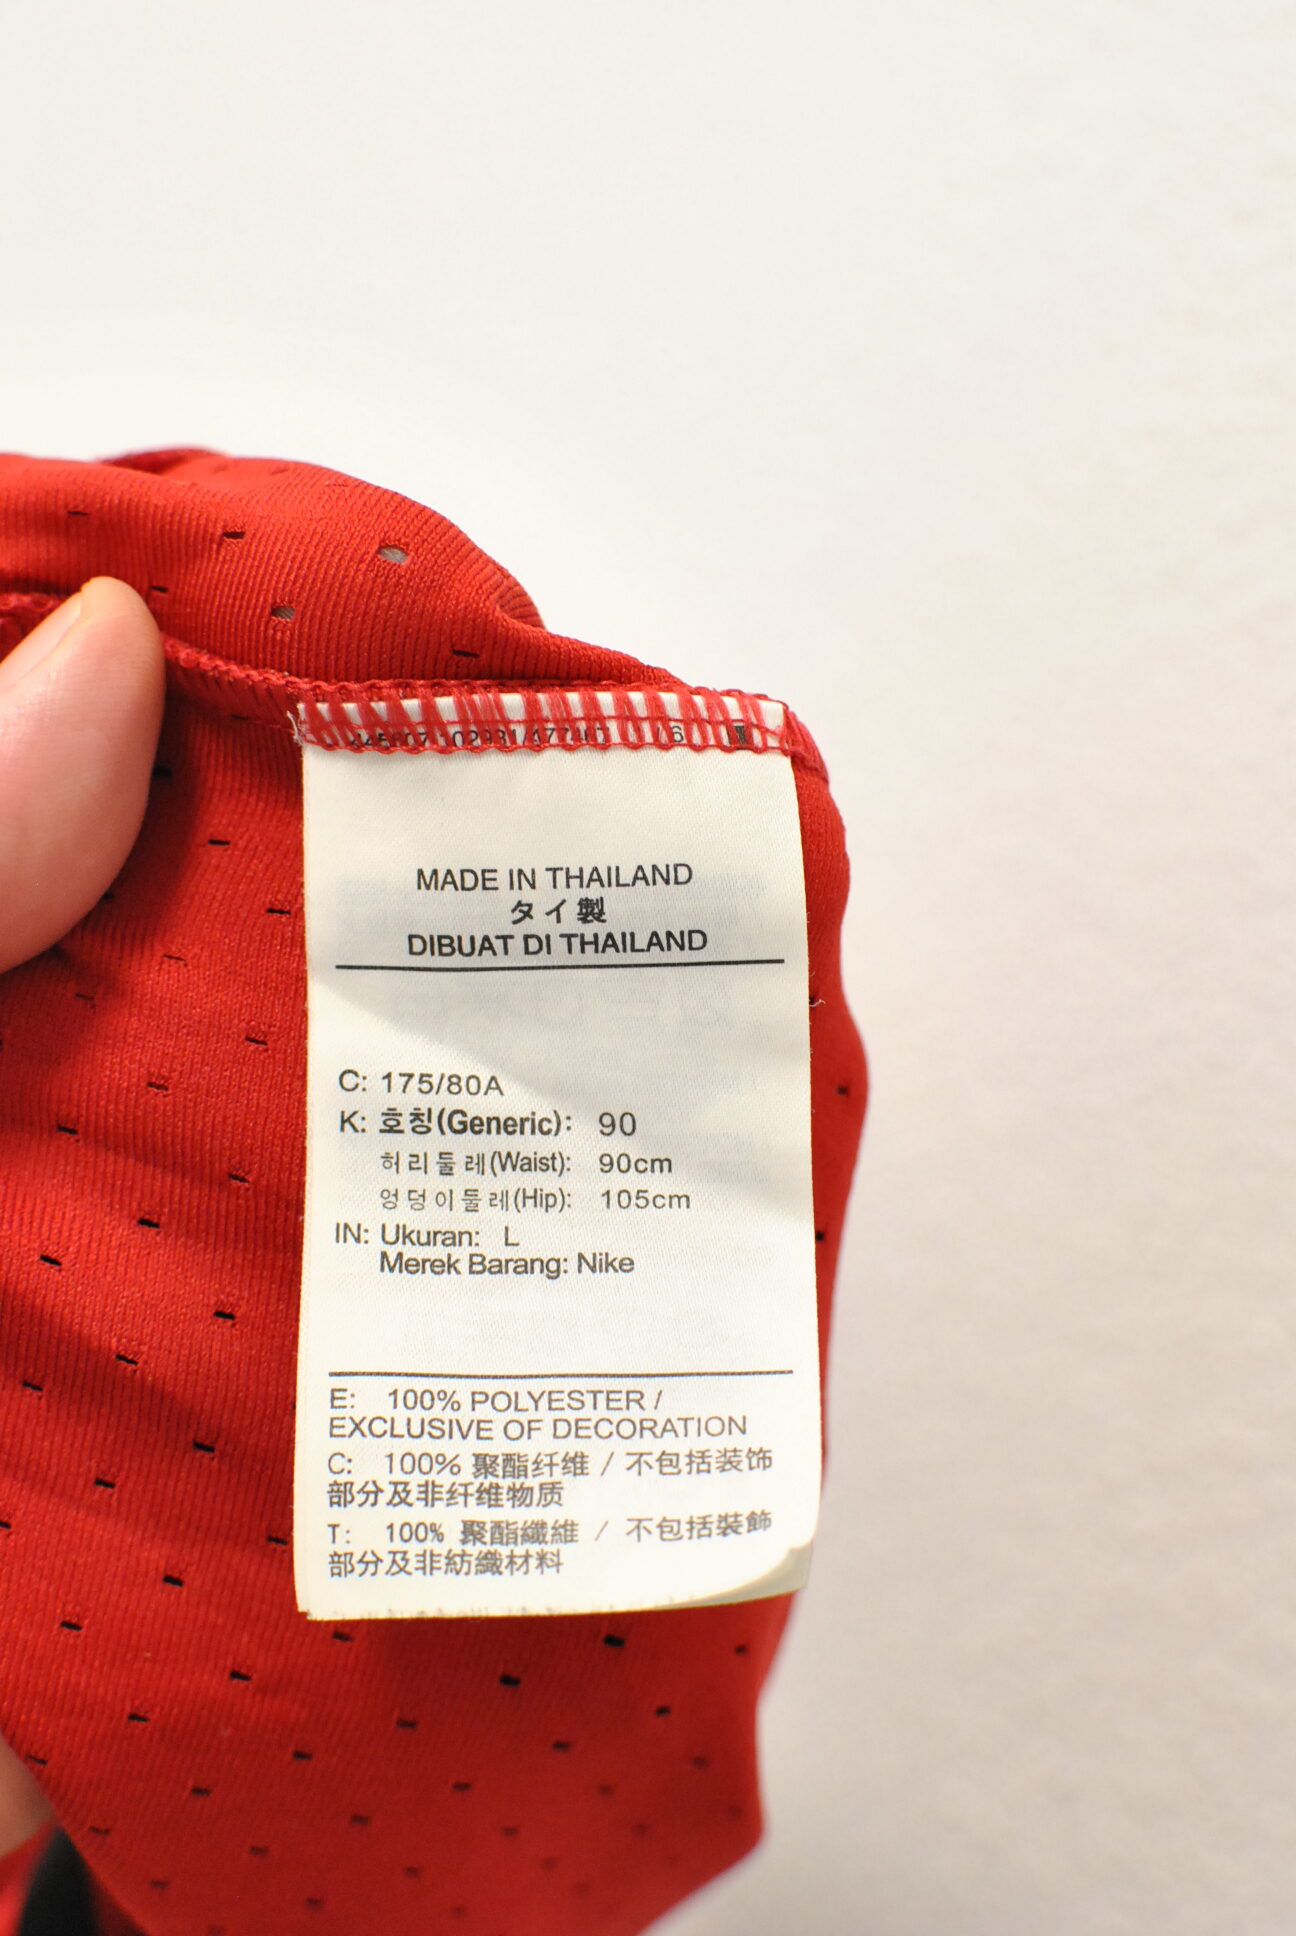 MADE IN THAILAND
タイ製
DIBUAT DI THAILAND
C: 175/80A
K: 호칭(Generic): 90
허리둘레(Waist): 90cm
엉덩이둘레(Hip): 105cm
IN: Ukuran: L
Merek Barang: Nike
E: 100% POLYESTER /
EXCLUSIVE OF DECORATION
C: 100% 聚酯纤维 / 不包括装饰
部分及非纤维物质
T: 100% 聚酯纖維 / 不包括裝飾
部分及非紡織材料